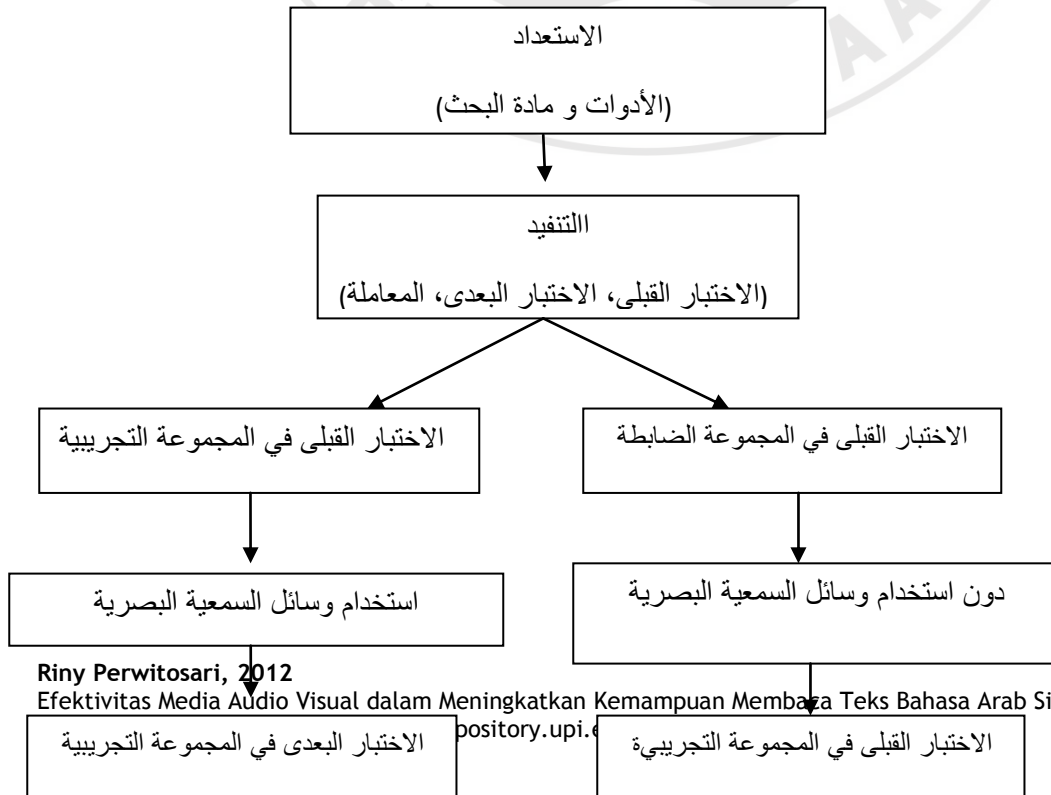 الاستعداد
(الأدوات و مادة البحث)
االتنفيد
(الاختبار القبلى، الاختبار البعدى، المعاملة)
الاختبار القبلى في المجموعة الضابطة
الاختبار القبلى في المجموعة التجريبية
دون استخدام وسائل السمعية البصرية
استخدام وسائل السمعية البصرية
Riny Perwitosari, 2012
Efektivitas Media Audio Visual dalam Meningkatkan Kemampuan Membaca Teks Bahasa Arab Si
pository.upi.e
الاختبار القبلى في المجموعة التجريبيۃ
الاختبار البعدى في المجموعة التجريبية